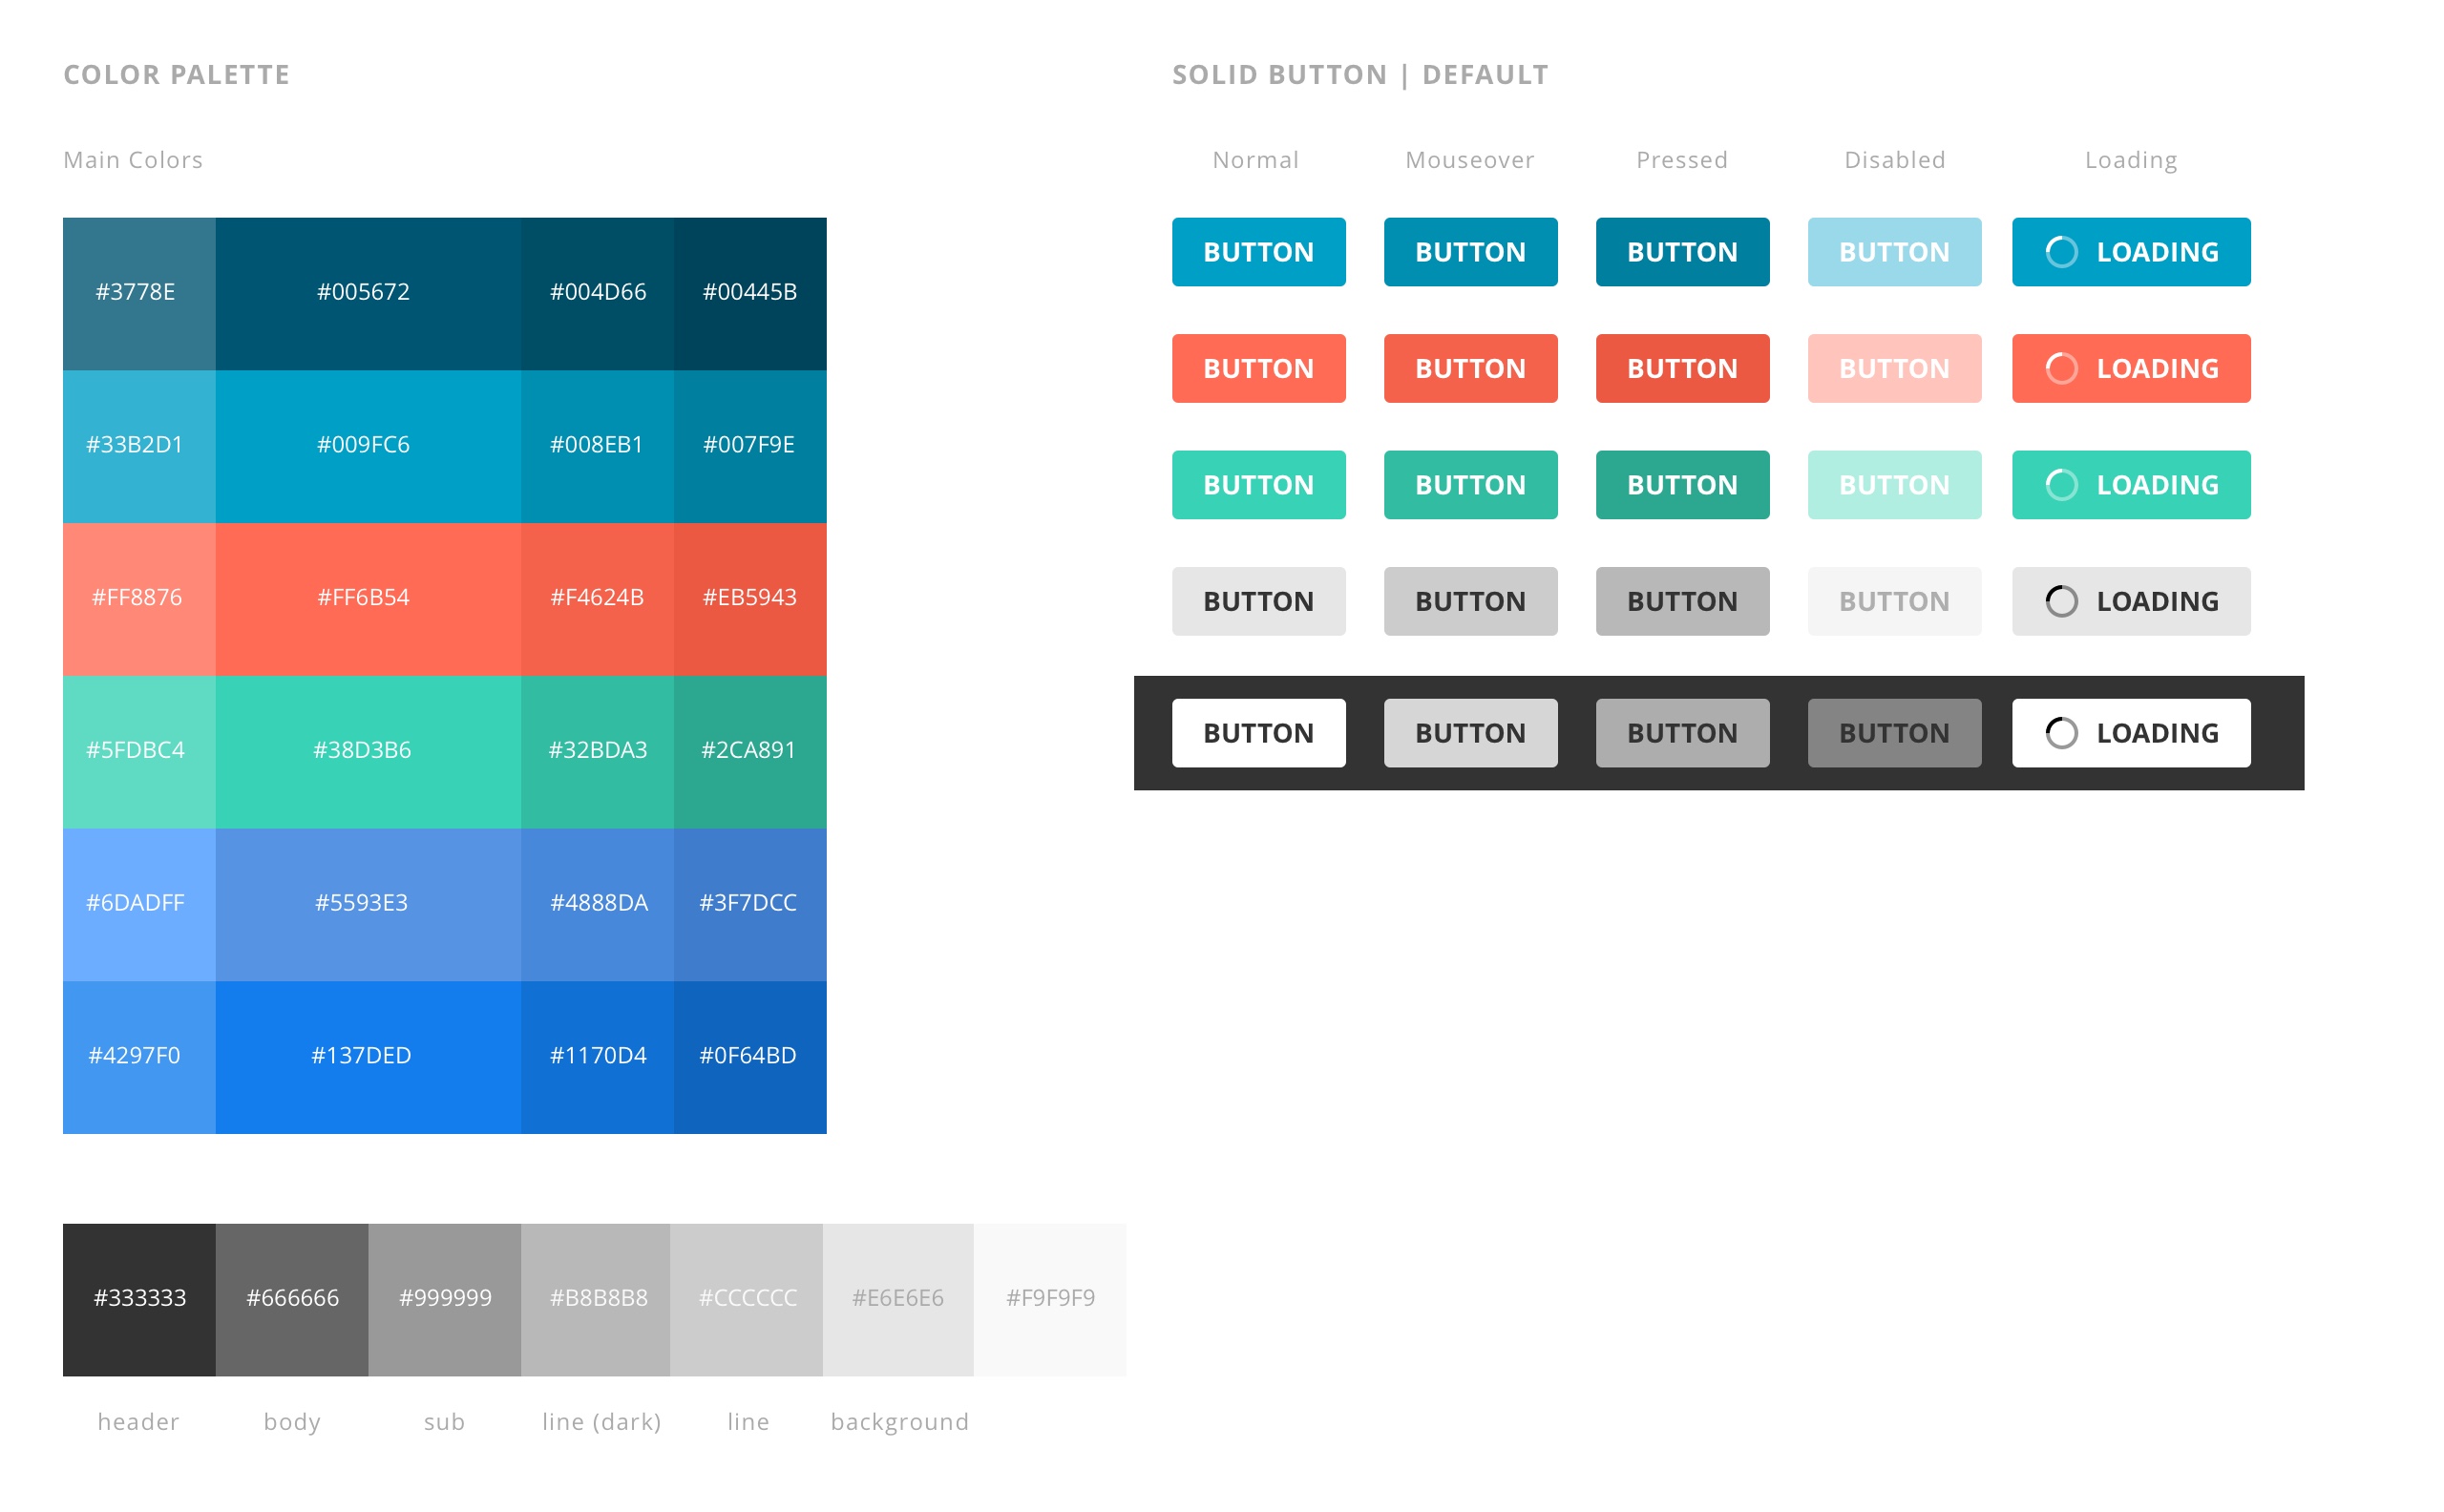 COLOR PALETTE
Main Colors
#3778E #005672 #004D66 #00445B
#33B2D1 #009FC6 #008EB1 #007F9E
#FF8876 #FF6B54 #F4624B #EB5943
#5FDBC4 #38D3B6 #32BDA3 #2CA891
#6DADFF #5593E3 #4888DA #3F7DCC
#4297F0 #137DED #1170D4 #0F64BD
#333333 #666666 #999999 #B8B8B8 #CCCCCC #E6E6E6 #F9F9F9
header body sub line (dark) line background
SOLID BUTTON | DEFAULT
Normal Mouseover Pressed Disabled Loading
BUTTON BUTTON BUTTON BUTTON LOADING
BUTTON BUTTON BUTTON BUTTON LOADING
BUTTON BUTTON BUTTON BUTTON LOADING
BUTTON BUTTON BUTTON BUTTON LOADING
BUTTON BUTTON BUTTON BUTTON LOADING